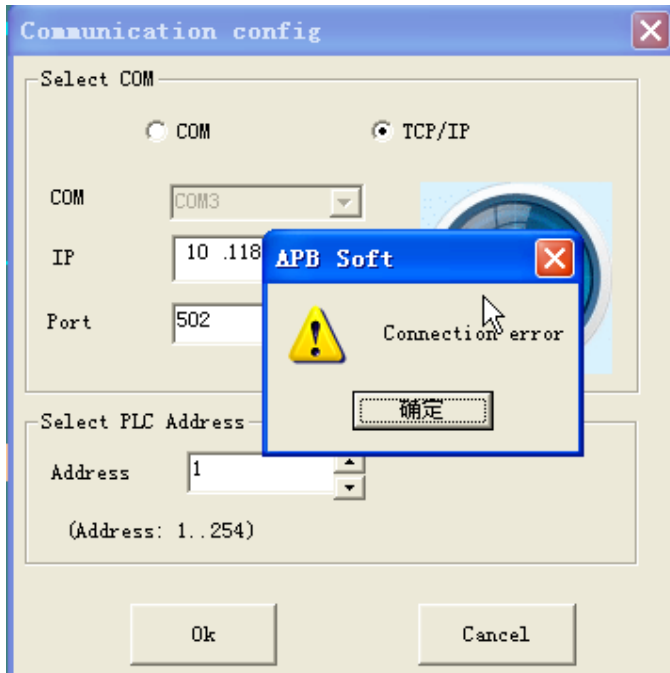 Communication config
Select COM
COM
TCP/IP
COM
COM3
IP
10 .118
APB Soft
Port
502
Connection error
确定
Select PLC Address
Address
1
(Address: 1..254)
Ok
Cancel